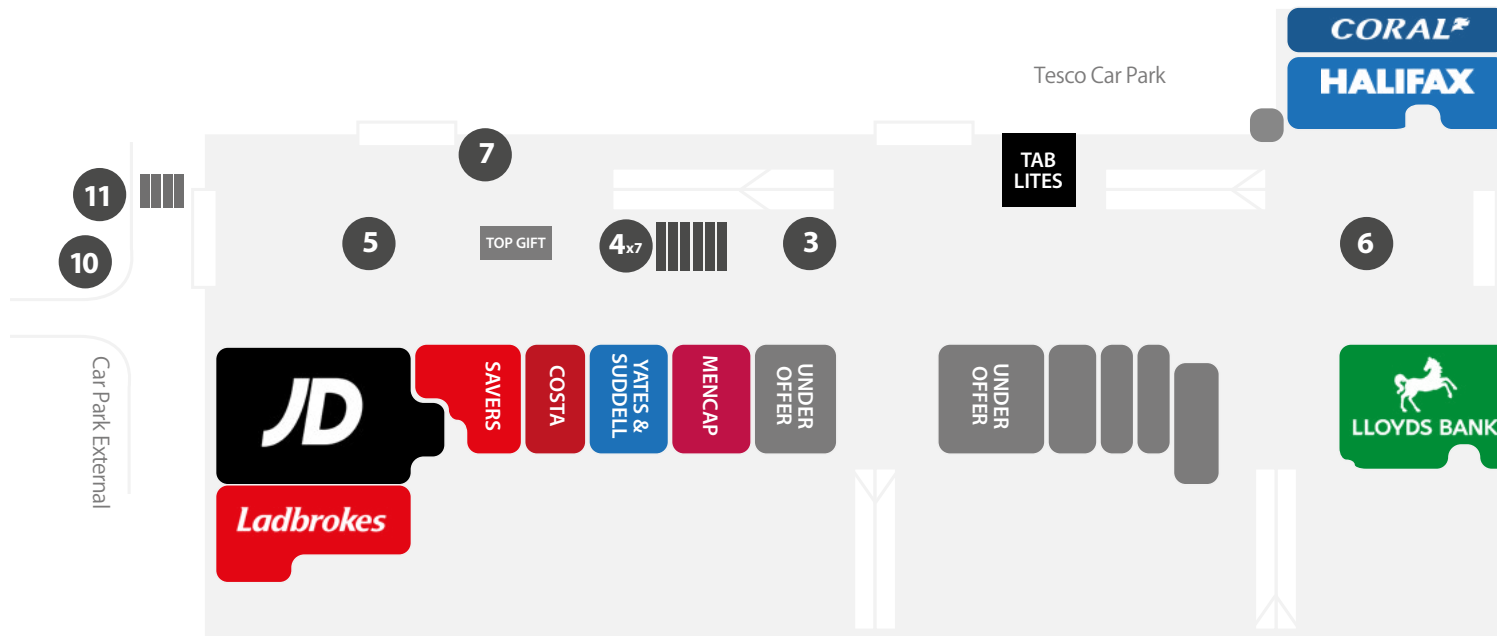 CORAL
HALIFAX
Tesco Car Park
7
TAB
LITES
11
10
5
TOP GIFT
4x7
3
6
Car Park External
JD
SAVERS
COSTA
YATES &
SUDDELL
MENCAP
UNDER
OFFER
UNDER
OFFER
LLOYDS BANK
Ladbrokes